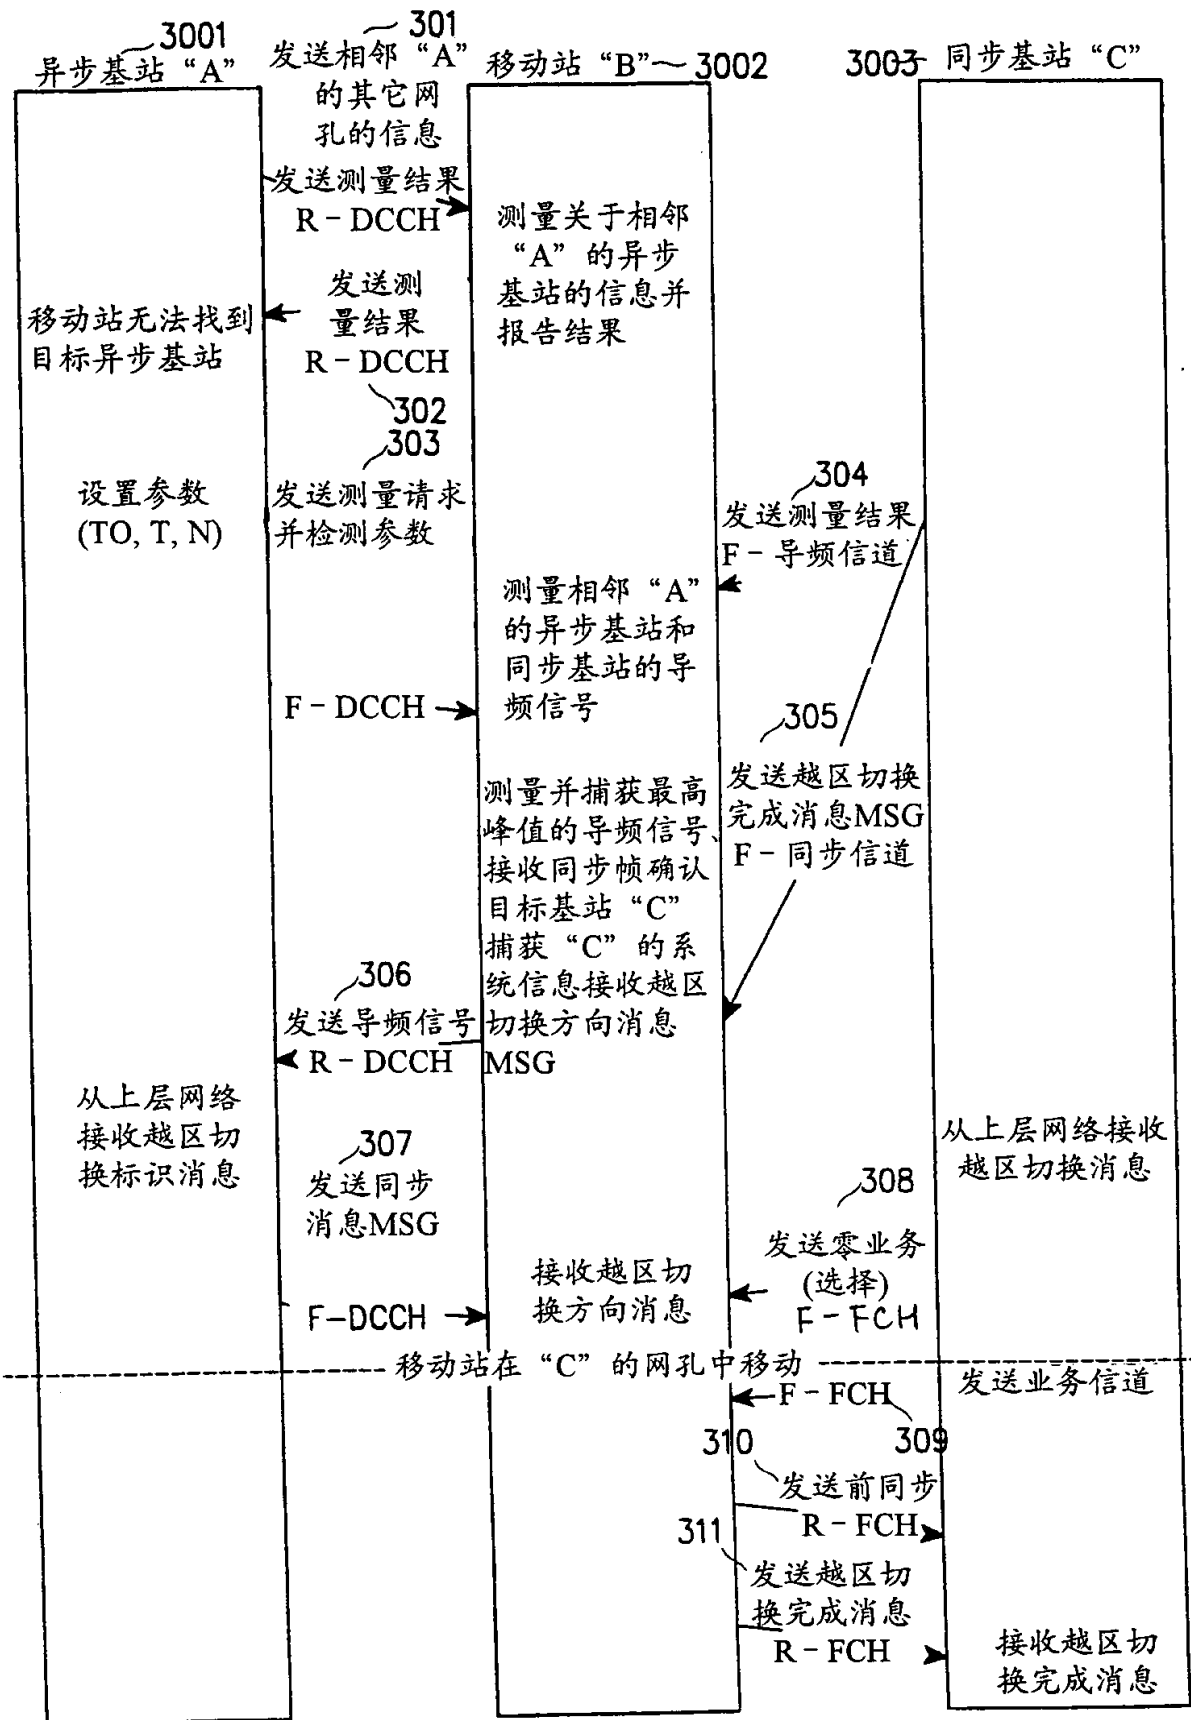 3001
异步基站“A”
301
发送相邻“A”
的其它网
孔的信息
移动站“B”
3002
3003
同步基站“C”
发送测量结果
R-DCCH
测量关于相邻
“A”的异步
基站的信息并
报告结果
发送测
量结果
R-DCCH
302
移动站无法找到
目标异步基站
303
设置参数
(TO, T, N)
发送测量请求
并检测参数
304
发送测量结果
F-导频信道
测量相邻“A”
的异步基站和
同步基站的导
频信号
F-DCCH
305
发送越区切换
完成消息MSG
F-同步信道
测量并捕获最高
峰值的导频信号、
接收同步帧确认
目标基站“C”
捕获“C”的系
统信息接收越区
切换方向消息
MSG
306
发送导频信号
R-DCCH
从上层网络
接收越区切
换标识消息
307
发送同步
消息MSG
从上层网络接收
越区切换消息
308
发送零业务
(选择)
F-FCH
接收越区切
换方向消息
F-DCCH
移动站在“C”的网孔中移动
发送业务信道
F-FCH
309
310
发送前同步
R-FCH
311
发送越区切
换完成消息
R-FCH
接收越区切
换完成消息